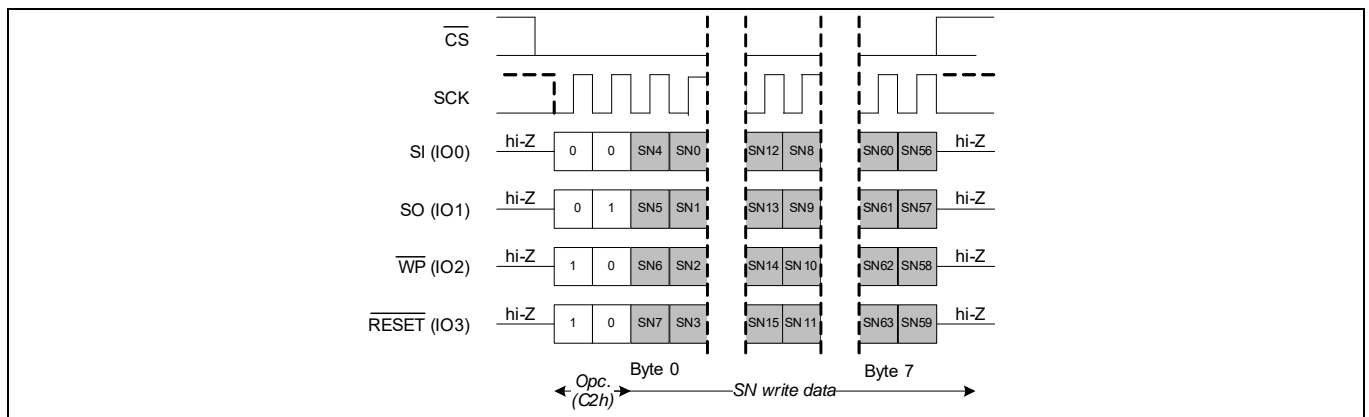 CS
SCK
SI (IO0) hi-Z 0 0 SN4 SN0 SN12 SN8 SN60 SN56 hi-Z
SO (IO1) hi-Z 0 1 SN5 SN1 SN13 SN9 SN61 SN57 hi-Z
WP (IO2) hi-Z 1 0 SN6 SN2 SN14 SN 10 SN62 SN58 hi-Z
RESET (IO3) hi-Z 1 0 SN7 SN3 SN15 SN 11 SN63 SN59 hi-Z
Byte 0 Byte 7
Opc. SN write data
(C2h)